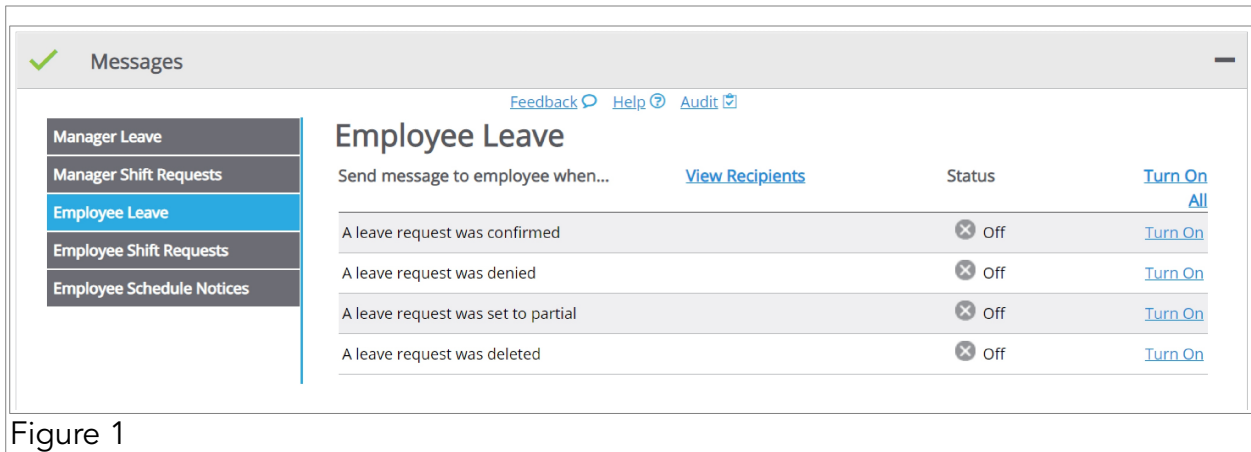 Messages
Feedback Help Audit
Manager Leave
Manager Shift Requests
Employee Leave
Employee Shift Requests
Employee Schedule Notices
Employee Leave
Send message to employee when... View Recipients Status Turn On All
A leave request was confirmed Off Turn On
A leave request was denied Off Turn On
A leave request was set to partial Off Turn On
A leave request was deleted Off Turn On
Figure 1